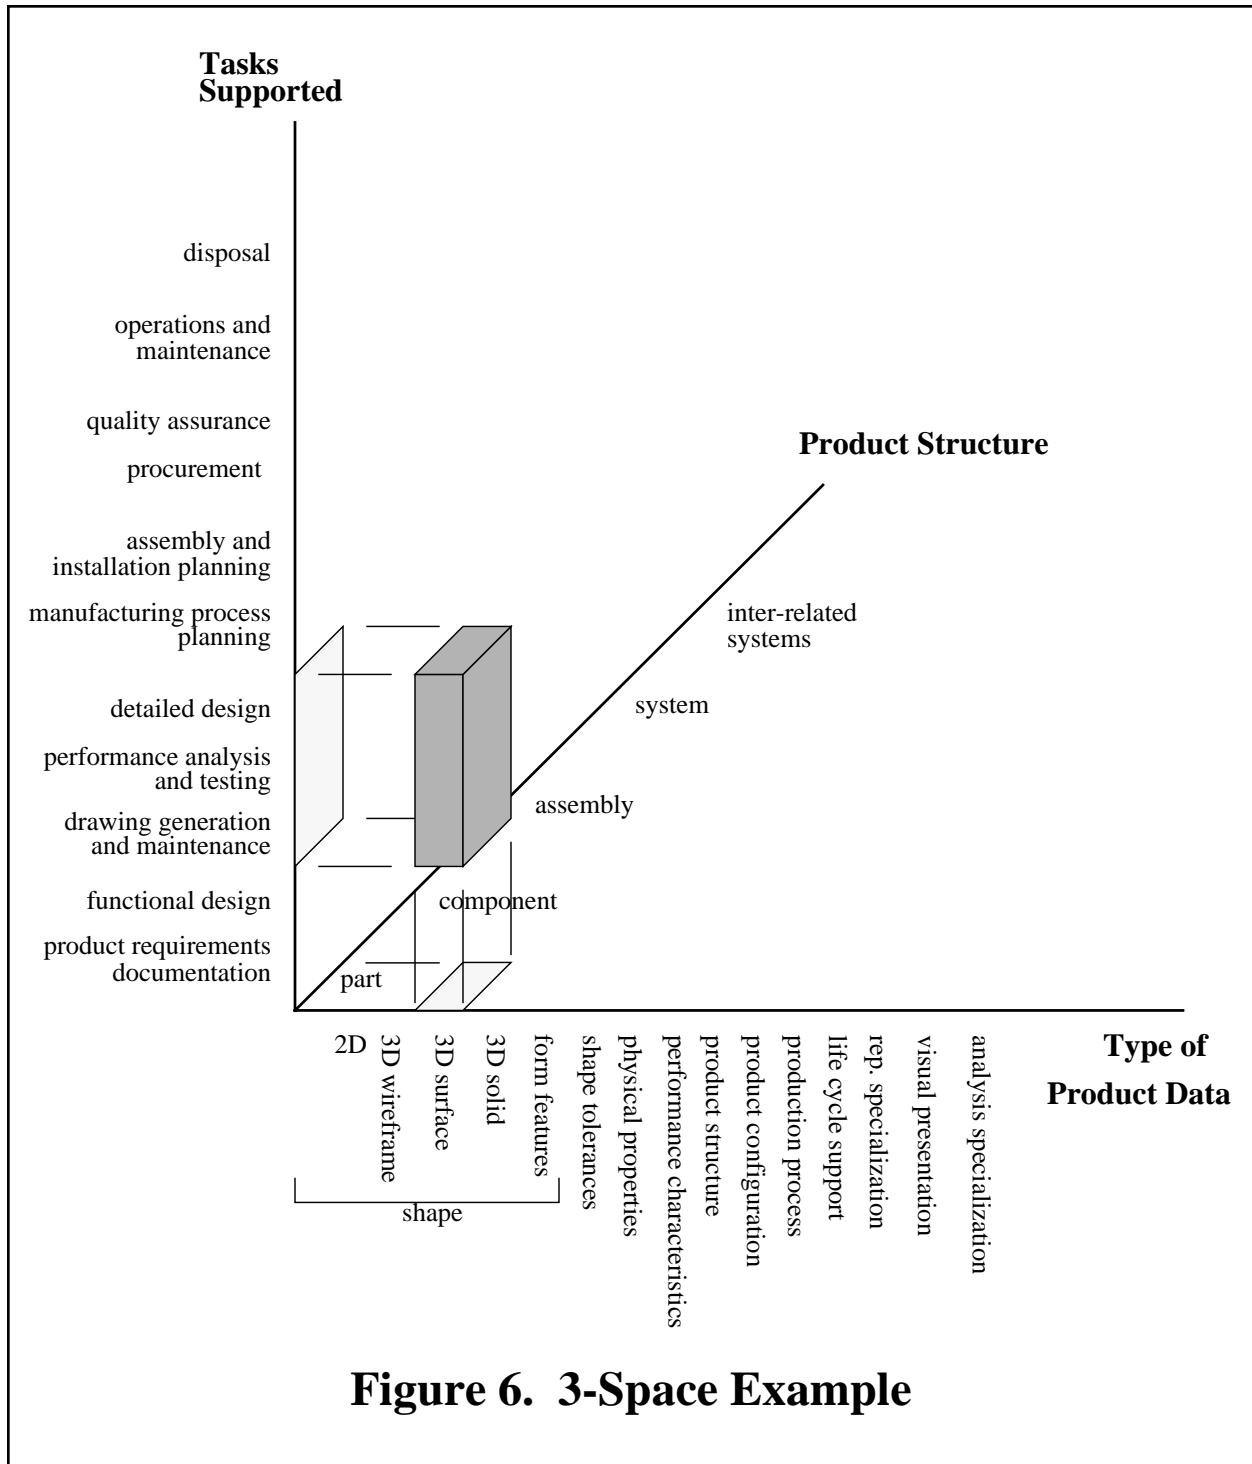 Tasks
Supported
disposal
operations and
maintenance
quality assurance
procurement
assembly and
installation planning
manufacturing process
planning
detailed design
performance analysis
and testing
drawing generation
and maintenance
functional design
product requirements
documentation
Product Structure
inter-related
systems
system
assembly
component
part
2D
3D wireframe
3D surface
3D solid
form features
shape tolerances
physical properties
performance characteristics
product structure
product configuration
production process
life cycle support
rep. specialization
visual presentation
analysis specialization
Type of
Product Data
shape
Figure 6. 3-Space Example